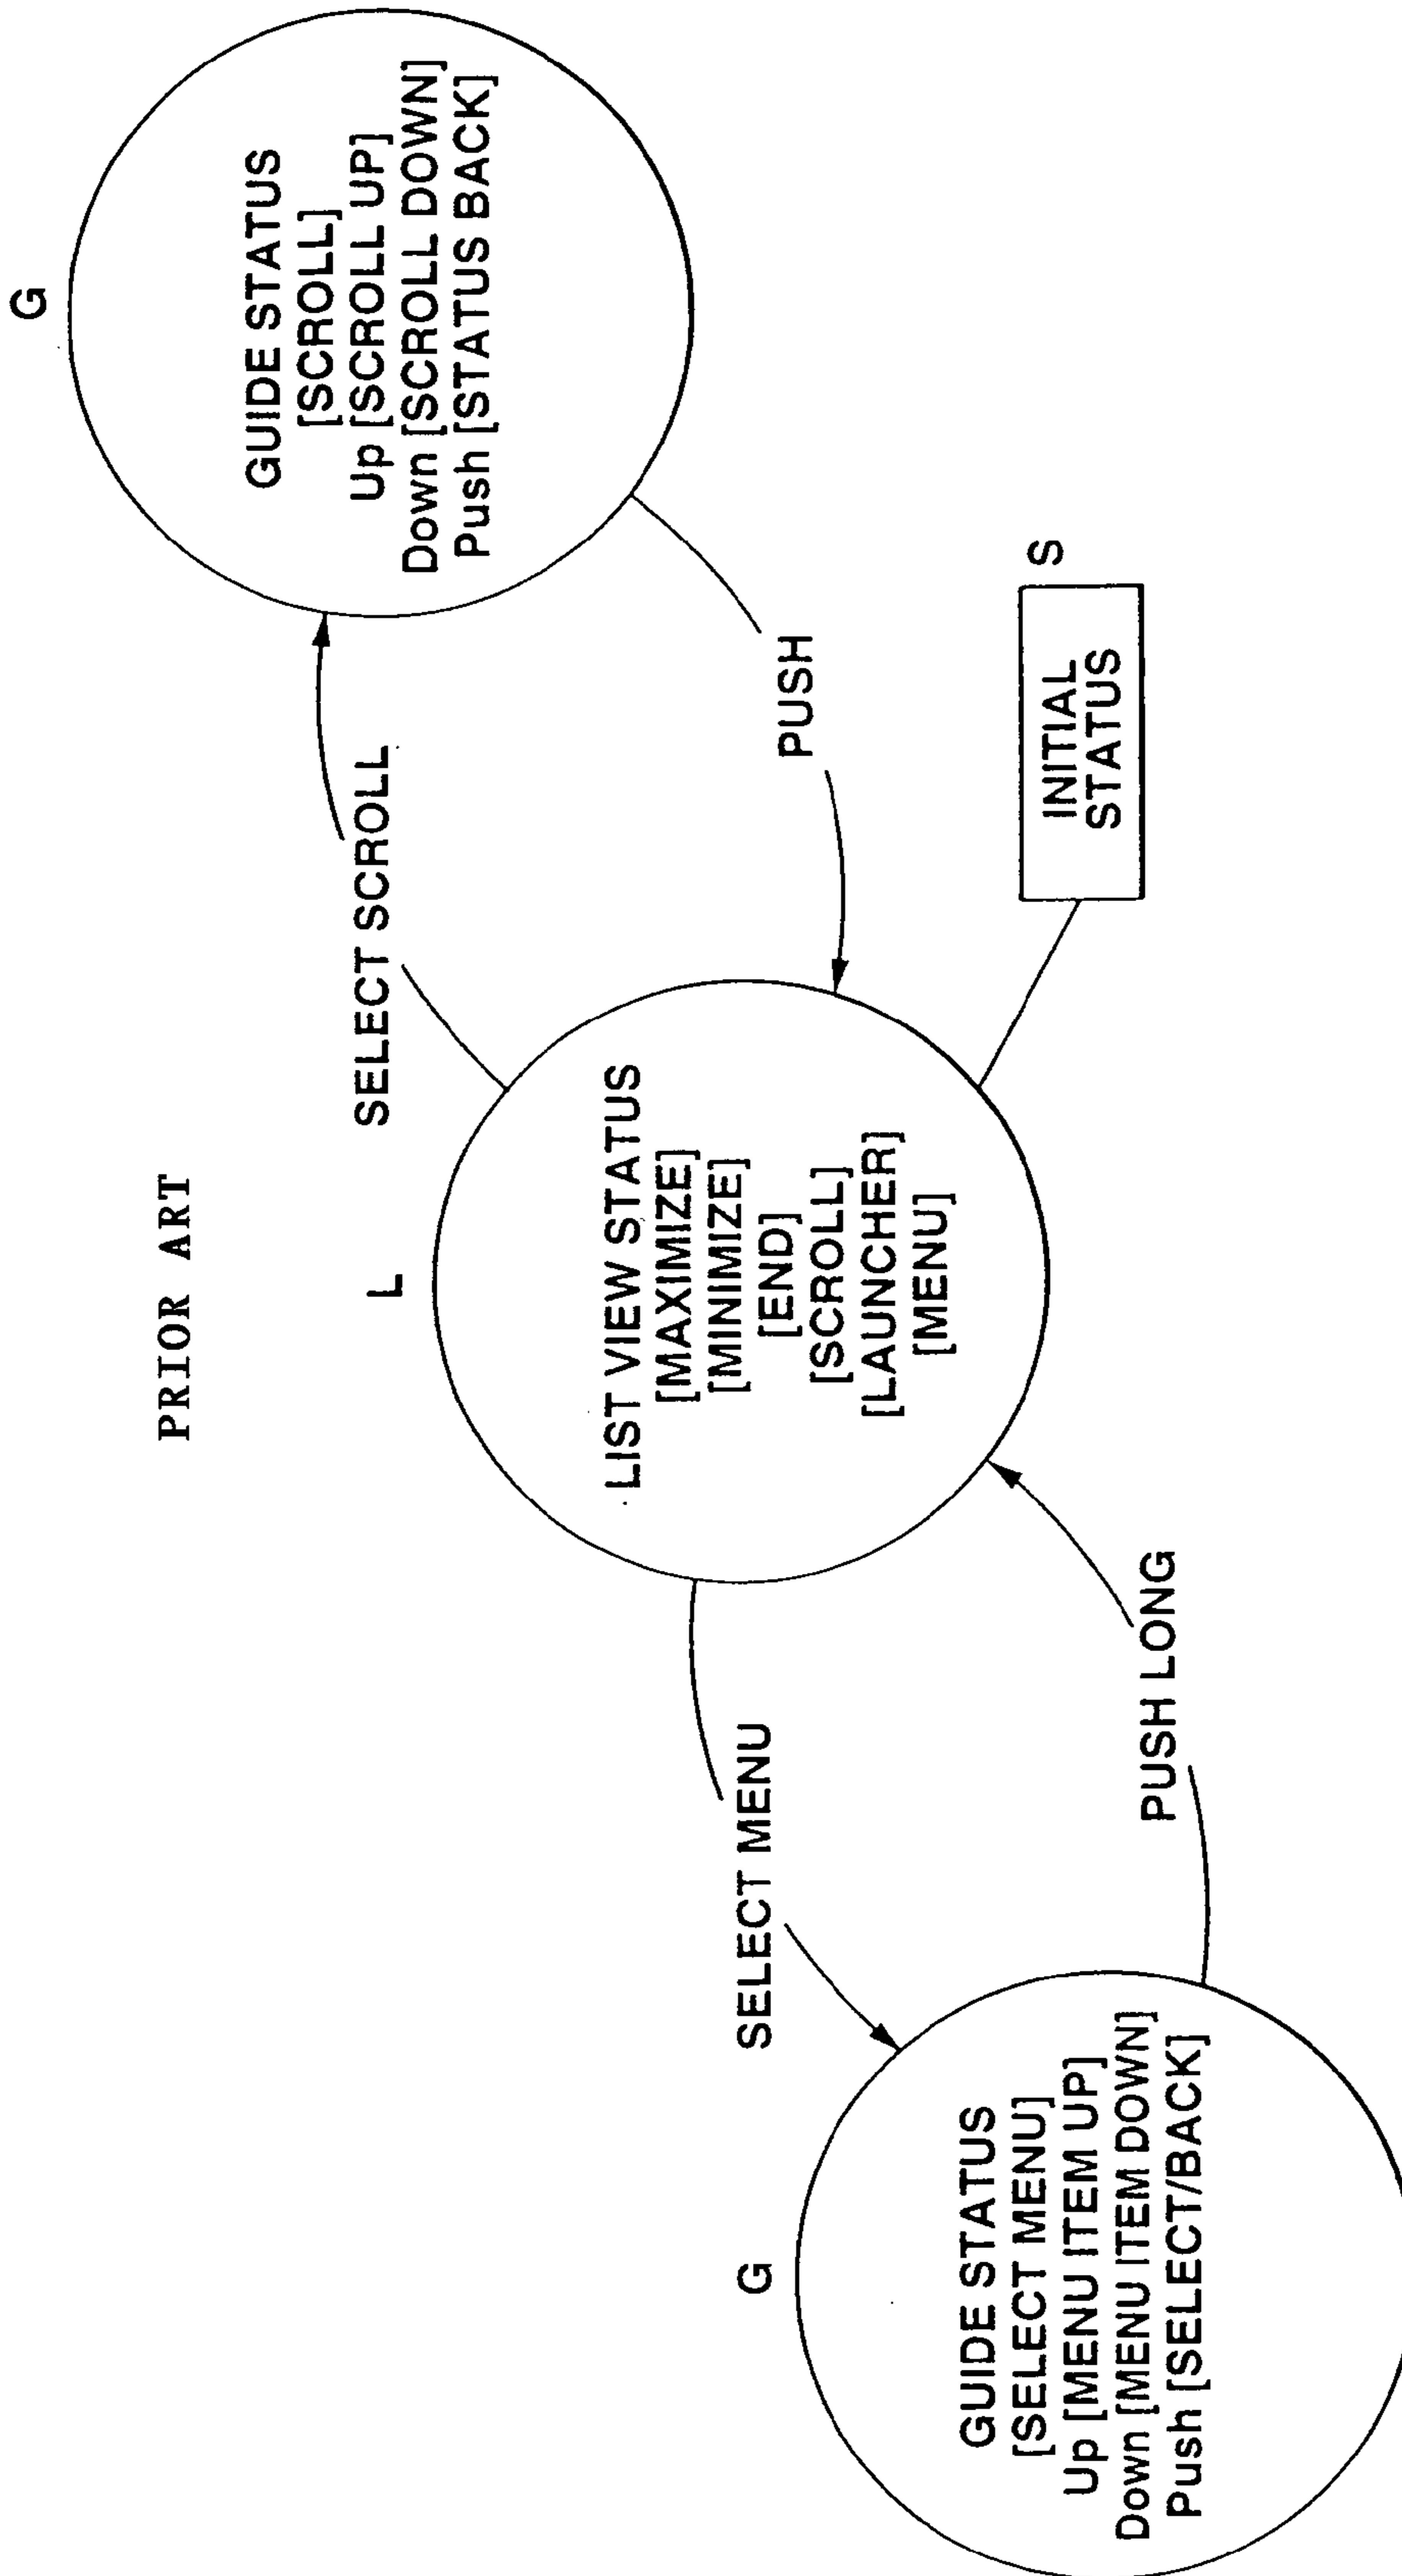 PRIOR ART
G
GUIDE STATUS
[SELECT MENU]
Up [MENU ITEM UP]
Down [MENU ITEM DOWN]
Push [SELECT/BACK]
SELECT MENU
PUSH LONG
L
LIST VIEW STATUS
[MAXIMIZE]
[MINIMIZE]
[END]
[SCROLL]
[LAUNCHER]
[MENU]
SELECT SCROLL
PUSH
INITIAL
STATUS
S
G
GUIDE STATUS
[SCROLL]
Up [SCROLL UP]
Down [SCROLL DOWN]
Push [STATUS BACK]